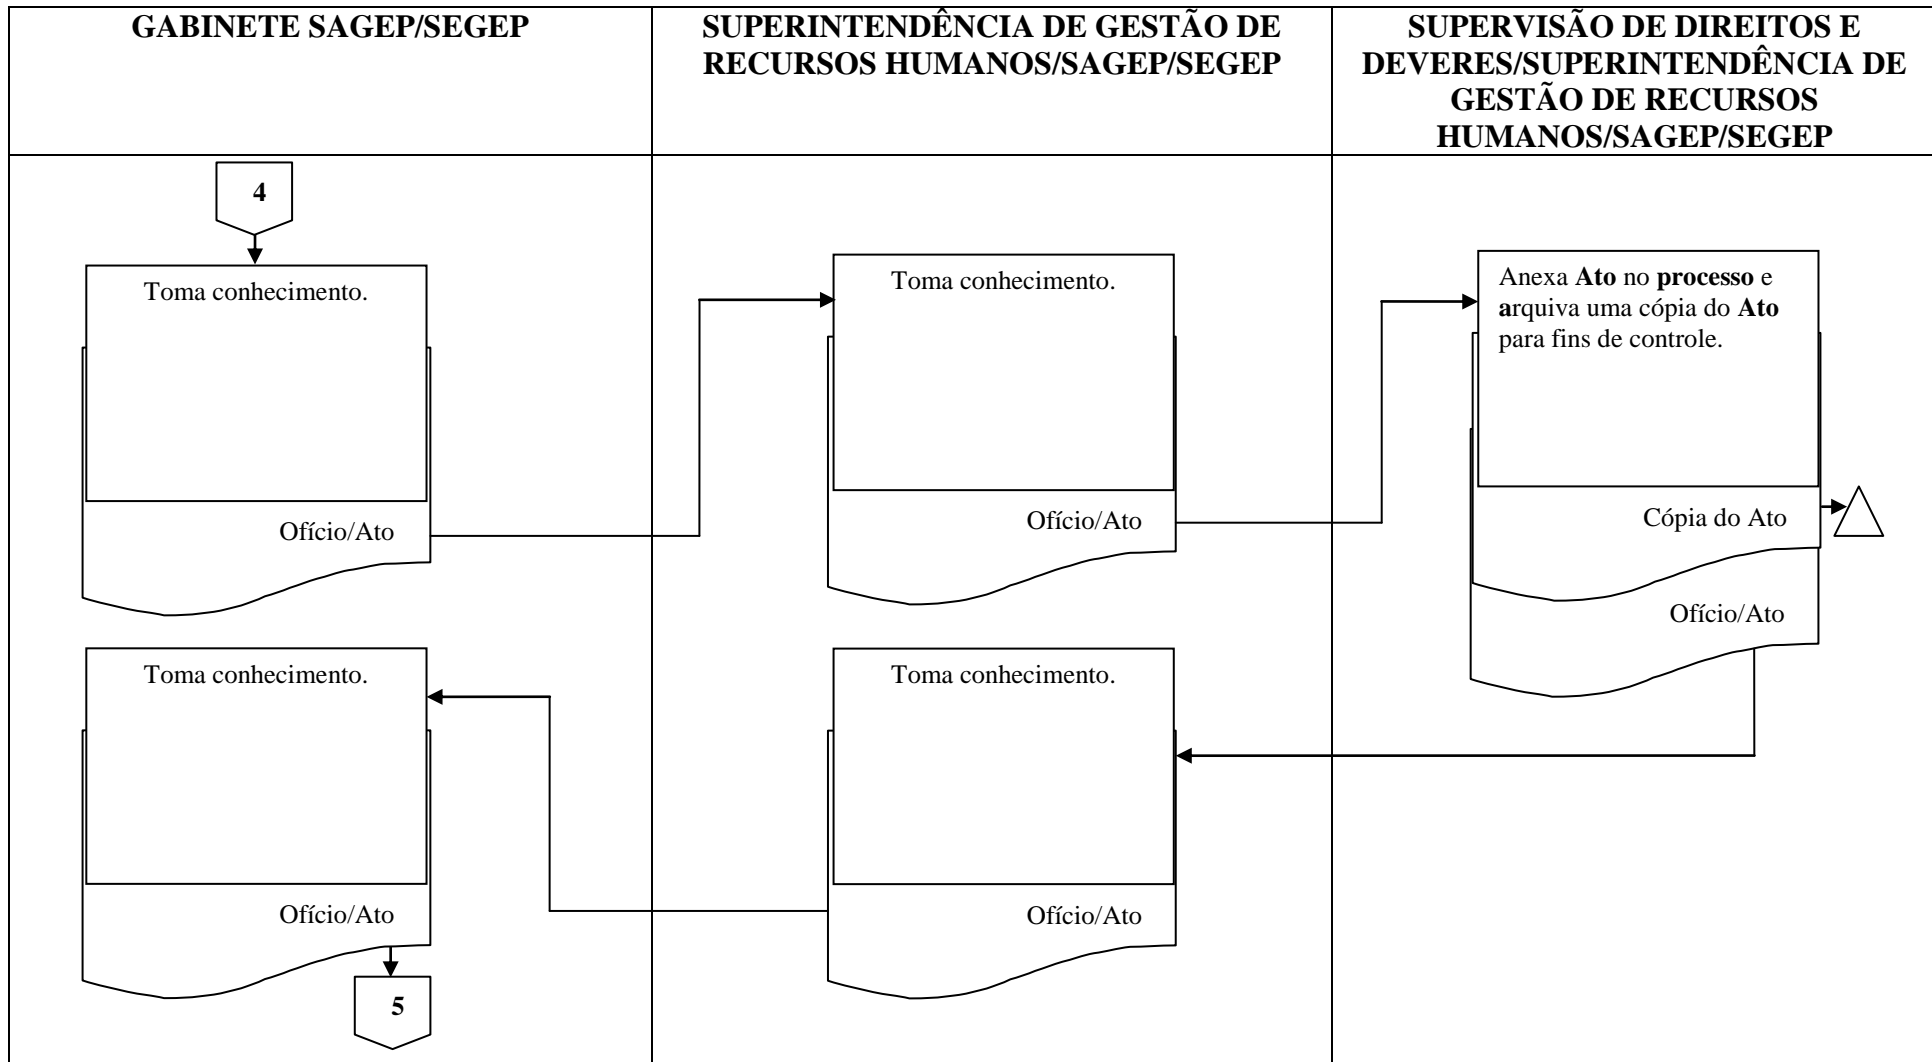 GABINETE SAGEP/SEGEP
SUPERINTENDÊNCIA DE GESTÃO DE
RECURSOS HUMANOS/SAGEP/SEGEP
SUPERVISÃO DE DIREITOS E
DEVERES/SUPERINTENDÊNCIA DE
GESTÃO DE RECURSOS
HUMANOS/SAGEP/SEGEP
4
Toma conhecimento.
Ofício/Ato
Toma conhecimento.
Ofício/Ato
Anexa Ato no processo e
arquiva uma cópia do Ato
para fins de controle.
Cópia do Ato
Ofício/Ato
Toma conhecimento.
Ofício/Ato
Toma conhecimento.
Ofício/Ato
5